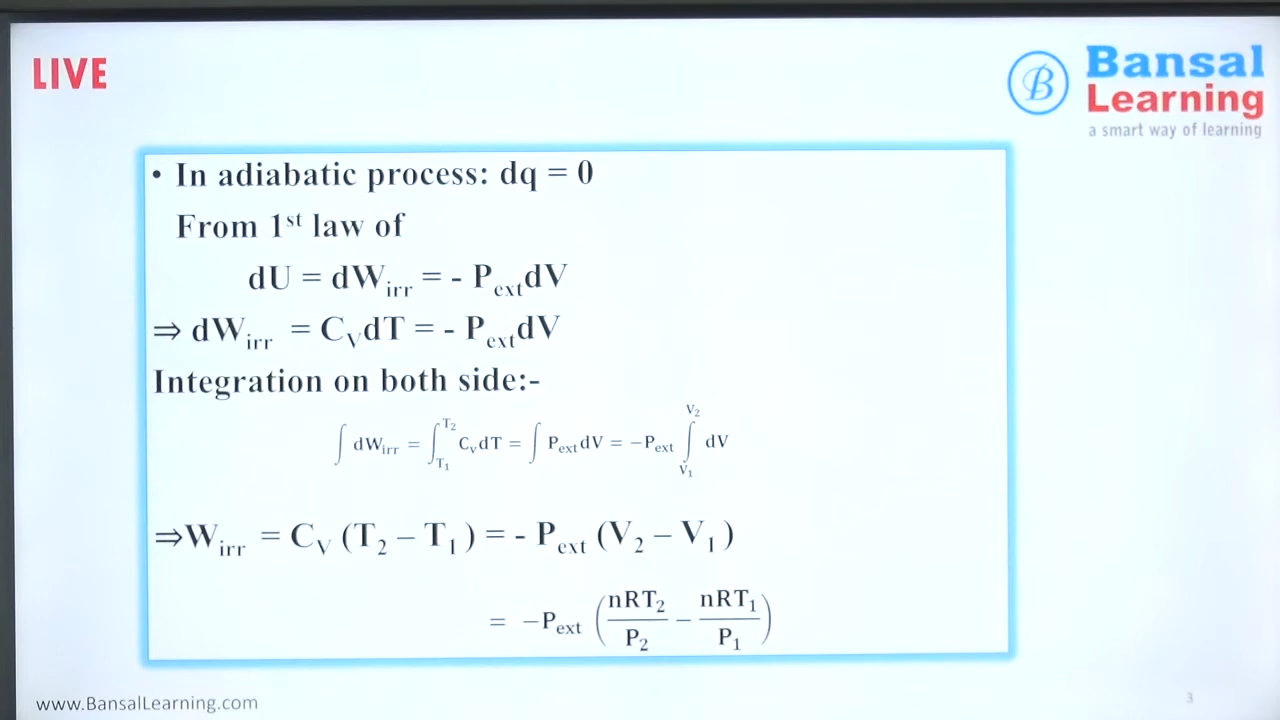 LIVE
Bansal
Learning
a smart way of learning
• In adiabatic process: dq = 0
From 1st law of
dU = dWirr = - PextdV
⇒ dWirr = CVdT = - PextdV
Integration on both side:-
∫ dWirr = ∫T1T2 CvdT = ∫ PextdV = −Pext ∫V1V2 dV
⇒Wirr = CV (T2 – T1 ) = - Pext (V2 – V1 )
= −Pext (nRT2/P2 − nRT1/P1)
www.BansalLearning.com
3